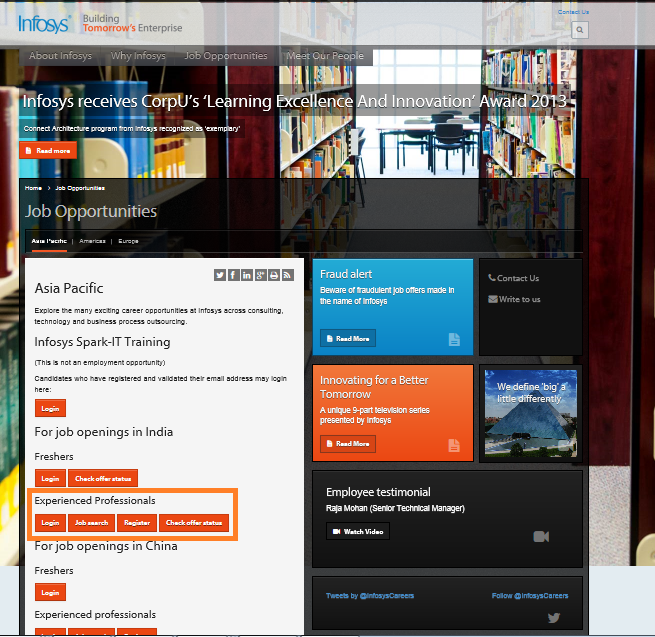 Infosys
Building
Tomorrow's Enterprise
Contact Us
About Infosys Why Infosys Job Opportunities Meet Our People
Infosys receives CorpU's 'Learning Excellence And Innovation' Award 2013
Connect Architecture program from Infosys recognized as 'exemplary'
Read more
Home > Job Opportunities
Job Opportunities
Asia Pacific | Americas | Europe
Asia Pacific
Explore the many exciting career opportunities at Infosys across consulting,
technology and business process outsourcing.
Infosys Spark-IT Training
(This is not an employment opportunity)
Candidates who have registered and validated their email address may login
here:
Login
For job openings in India
Freshers
Login Check offer status
Experienced Professionals
Login Job search Register Check offer status
For job openings in China
Freshers
Login
Experienced professionals
Fraud alert
Beware of fraudulent job offers made in
the name of Infosys
Read More
Contact Us
Write to us
Innovating for a Better
Tomorrow
A unique 9-part television series
presented by Infosys
Read More
We define 'big' a
little differently
Employee testimonial
Raja Mohan (Senior Technical Manager)
Watch Video
Tweets by @InfosysCareers Follow @InfosysCareers